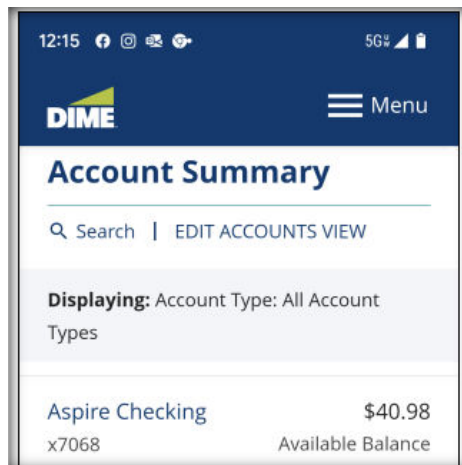 12:15 5G
DIME Menu
Account Summary
Search | EDIT ACCOUNTS VIEW
Displaying: Account Type: All Account
Types
Aspire Checking $40.98
x7068 Available Balance